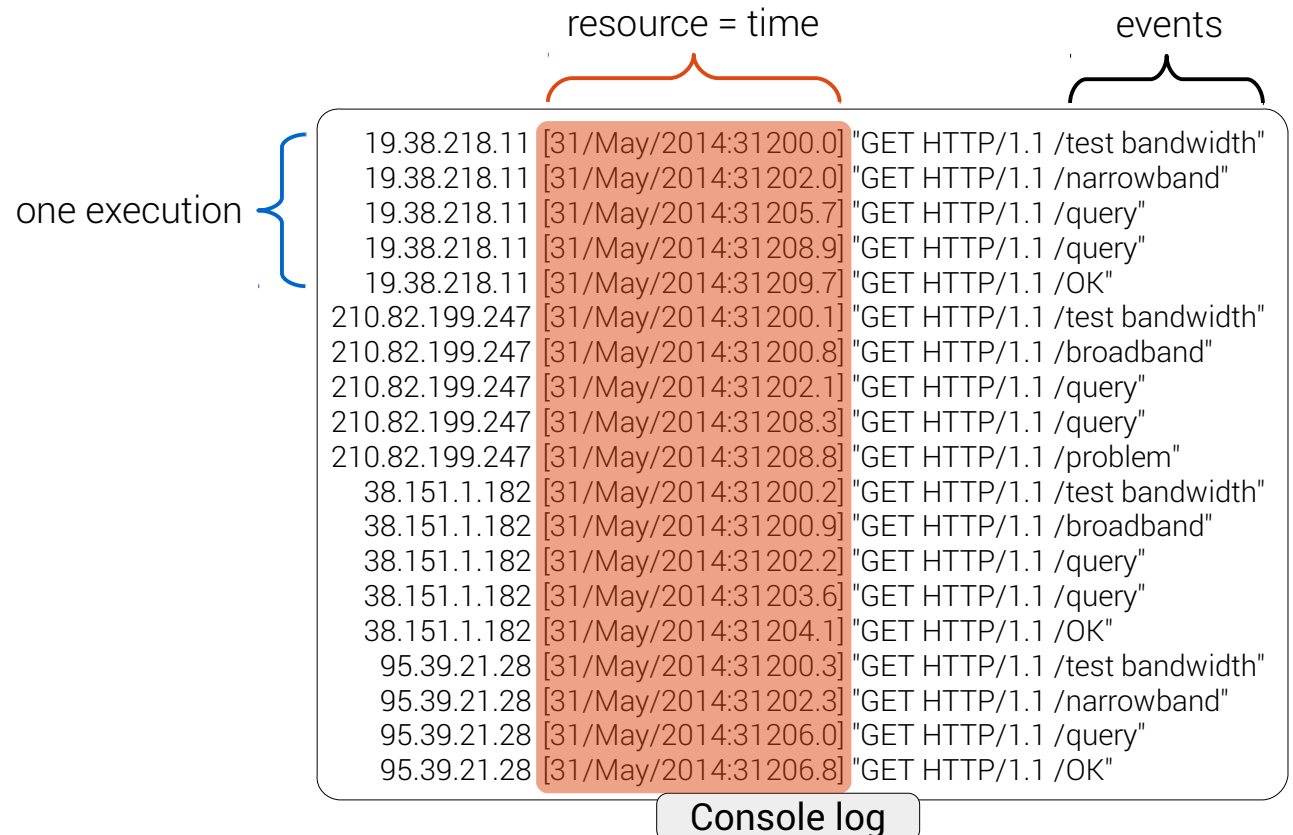 resource = time
events
one execution
19.38.218.11 [31/May/2014:31200.0] "GET HTTP/1.1 /test bandwidth"
19.38.218.11 [31/May/2014:31202.0] "GET HTTP/1.1 /narrowband"
19.38.218.11 [31/May/2014:31205.7] "GET HTTP/1.1 /query"
19.38.218.11 [31/May/2014:31208.9] "GET HTTP/1.1 /query"
19.38.218.11 [31/May/2014:31209.7] "GET HTTP/1.1 /OK"
210.82.199.247 [31/May/2014:31200.1] "GET HTTP/1.1 /test bandwidth"
210.82.199.247 [31/May/2014:31200.8] "GET HTTP/1.1 /broadband"
210.82.199.247 [31/May/2014:31202.1] "GET HTTP/1.1 /query"
210.82.199.247 [31/May/2014:31208.3] "GET HTTP/1.1 /query"
210.82.199.247 [31/May/2014:31208.8] "GET HTTP/1.1 /problem"
38.151.1.182 [31/May/2014:31200.2] "GET HTTP/1.1 /test bandwidth"
38.151.1.182 [31/May/2014:31200.9] "GET HTTP/1.1 /broadband"
38.151.1.182 [31/May/2014:31202.2] "GET HTTP/1.1 /query"
38.151.1.182 [31/May/2014:31203.6] "GET HTTP/1.1 /query"
38.151.1.182 [31/May/2014:31204.1] "GET HTTP/1.1 /OK"
95.39.21.28 [31/May/2014:31200.3] "GET HTTP/1.1 /test bandwidth"
95.39.21.28 [31/May/2014:31202.3] "GET HTTP/1.1 /narrowband"
95.39.21.28 [31/May/2014:31206.0] "GET HTTP/1.1 /query"
95.39.21.28 [31/May/2014:31206.8] "GET HTTP/1.1 /OK"
Console log